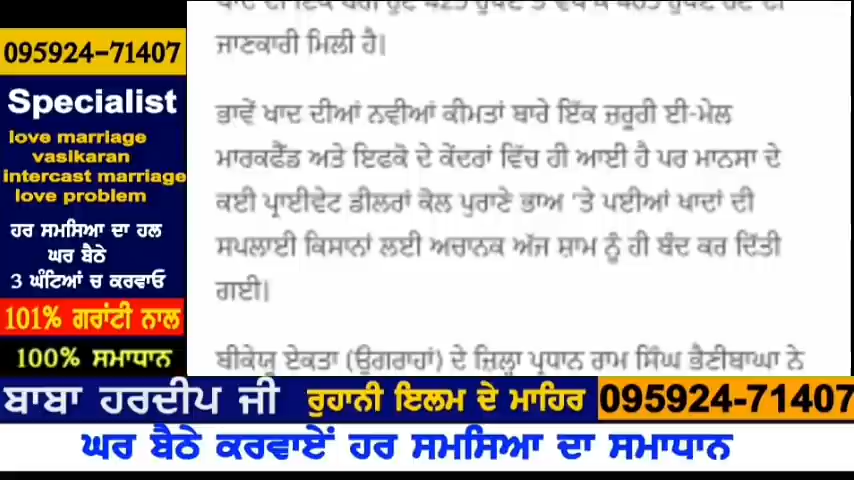 095924-71407
Specialist
love marriage
vasikaran
intercast marriage
love problem
ਹਰ ਸਮਸਿਆ ਦਾ ਹਲ
ਘਰ ਬੈਠੇ
3 ਘੰਟਿਆਂ ਚ ਕਰਵਾਓ
101% ਗਰਾਂਟੀ ਨਾਲ
100% ਸਮਾਧਾਨ
ਜਾਣਕਾਰੀ ਮਿਲੀ ਹੈ।
ਭਾਵੇਂ ਖਾਦ ਦੀਆਂ ਨਵੀਆਂ ਕੀਮਤਾਂ ਬਾਰੇ ਇੱਕ ਜ਼ਰੂਰੀ ਈ-ਮੇਲ
ਮਾਰਕਫੈੱਡ ਅਤੇ ਇਫਕੋ ਦੇ ਕੇਂਦਰਾਂ ਵਿੱਚ ਹੀ ਆਈ ਹੈ ਪਰ ਮਾਨਸਾ ਦੇ
ਕਈ ਪ੍ਰਾਈਵੇਟ ਡੀਲਰਾਂ ਕੋਲ ਪੁਰਾਣੇ ਭਾਅ 'ਤੇ ਪਈਆਂ ਖਾਦਾਂ ਦੀ
ਸਪਲਾਈ ਕਿਸਾਨਾਂ ਲਈ ਅਚਾਨਕ ਅੱਜ ਸ਼ਾਮ ਨੂੰ ਹੀ ਬੰਦ ਕਰ ਦਿੱਤੀ
ਗਈ।
ਬੀਕੇਯੂ ਏਕਤਾ (ਉਗਰਾਹਾਂ) ਦੇ ਜ਼ਿਲ੍ਹਾ ਪ੍ਰਧਾਨ ਰਾਮ ਸਿੰਘ ਭੈਣੀਬਾਘਾ ਨੇ
ਬਾਬਾ ਹਰਦੀਪ ਜੀ ਰੁਹਾਨੀ ਇਲਮ ਦੇ ਮਾਹਿਰ 095924-71407
ਘਰ ਬੈਠੇ ਕਰਵਾਏਂ ਹਰ ਸਮਸਿਆ ਦਾ ਸਮਾਧਾਨ